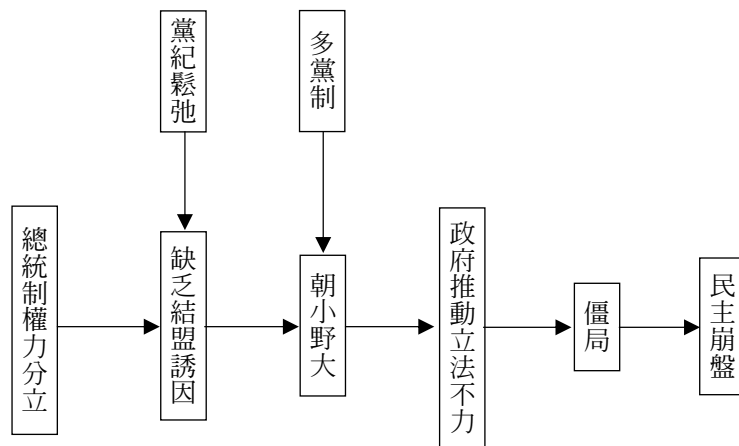 黨紀鬆弛
多黨制
總統制權力分立
缺乏結盟誘因
朝小野大
政府推動立法不力
僵局
民主崩盤